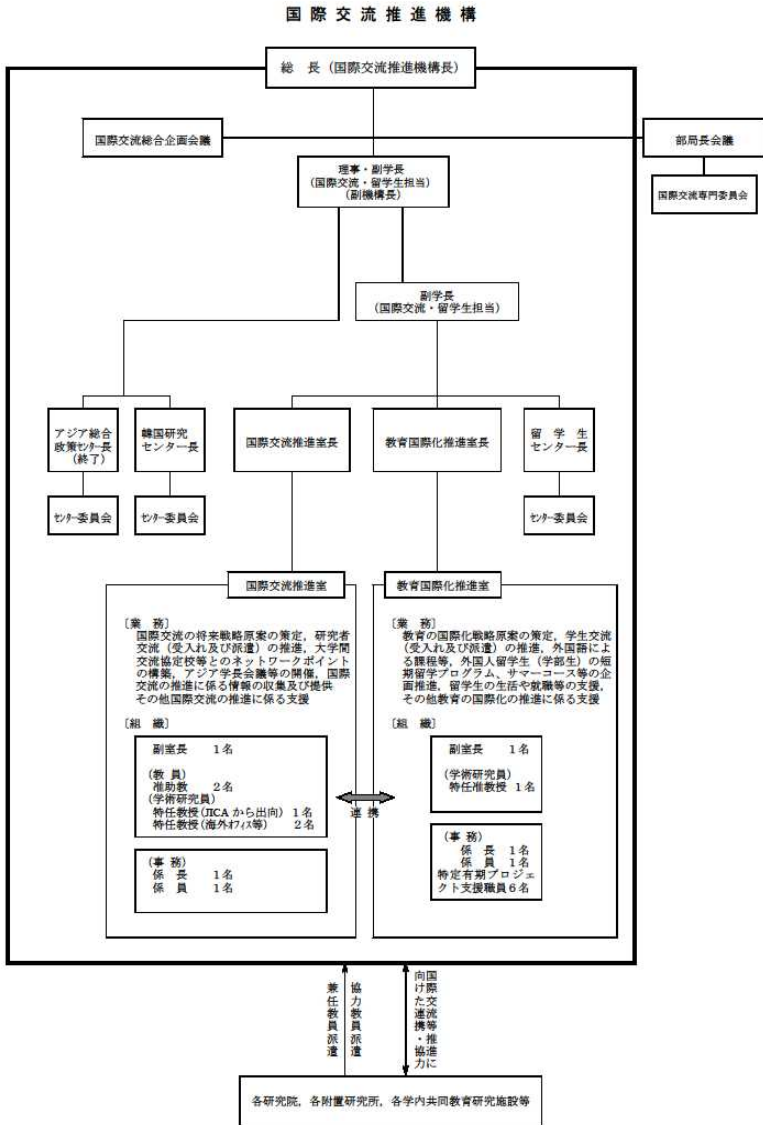 国際交流推進機構
総　長（国際交流推進機構長）
国際交流総合企画会議
部局長会議
国際交流専門委員会
理事・副学長
（国際交流・留学生担当）
（副機構長）
副学長
（国際交流・留学生担当）
アジア総合
政策ｾﾝﾀｰ長
（終了）
韓国研究
センター長
国際交流推進室長
教育国際化推進室長
留　学　生
センター長
ｾﾝﾀｰ委員会
ｾﾝﾀｰ委員会
ｾﾝﾀｰ委員会
国際交流推進室
〔業　務〕
国際交流の将来戦略原案の策定，研究者
交流（受入れ及び派遣）の推進，大学間
交流協定校等とのネットワークポイント
の構築，アジア学長会議等の開催，国際
交流の推進に係る情報の収集及び提供
その他国際交流の推進に係る支援
〔組　織〕
副室長　1名
（教　員）
准助教　　2名
（学術研究員）
特任教授（JICAから出向）1名
特任教授（海外ｵﾌｨｽ等）　2名
（事　務）
係　長　　1名
係　員　　1名
連　携
教育国際化推進室
〔業　務〕
教育の国際化戦略原案の策定，学生交流
（受入れ及び派遣）の推進，外国語によ
る課程等，外国人留学生（学部生）の短
期留学プログラム、サマーコース等の企
画推進，留学生の生活や就職等の支援，
その他教育の国際化の推進に係る支援
〔組　織〕
副室長　1名
（学術研究員）
特任准教授　1名
（事　務）
係　長　1名
係　員　1名
特定有期プロジェ
クト支援職員6名
協力教員派遣
兼任教員派遣
国際交流等推進に
向けた連携・協力
各研究院，各附置研究所，各学内共同教育研究施設等